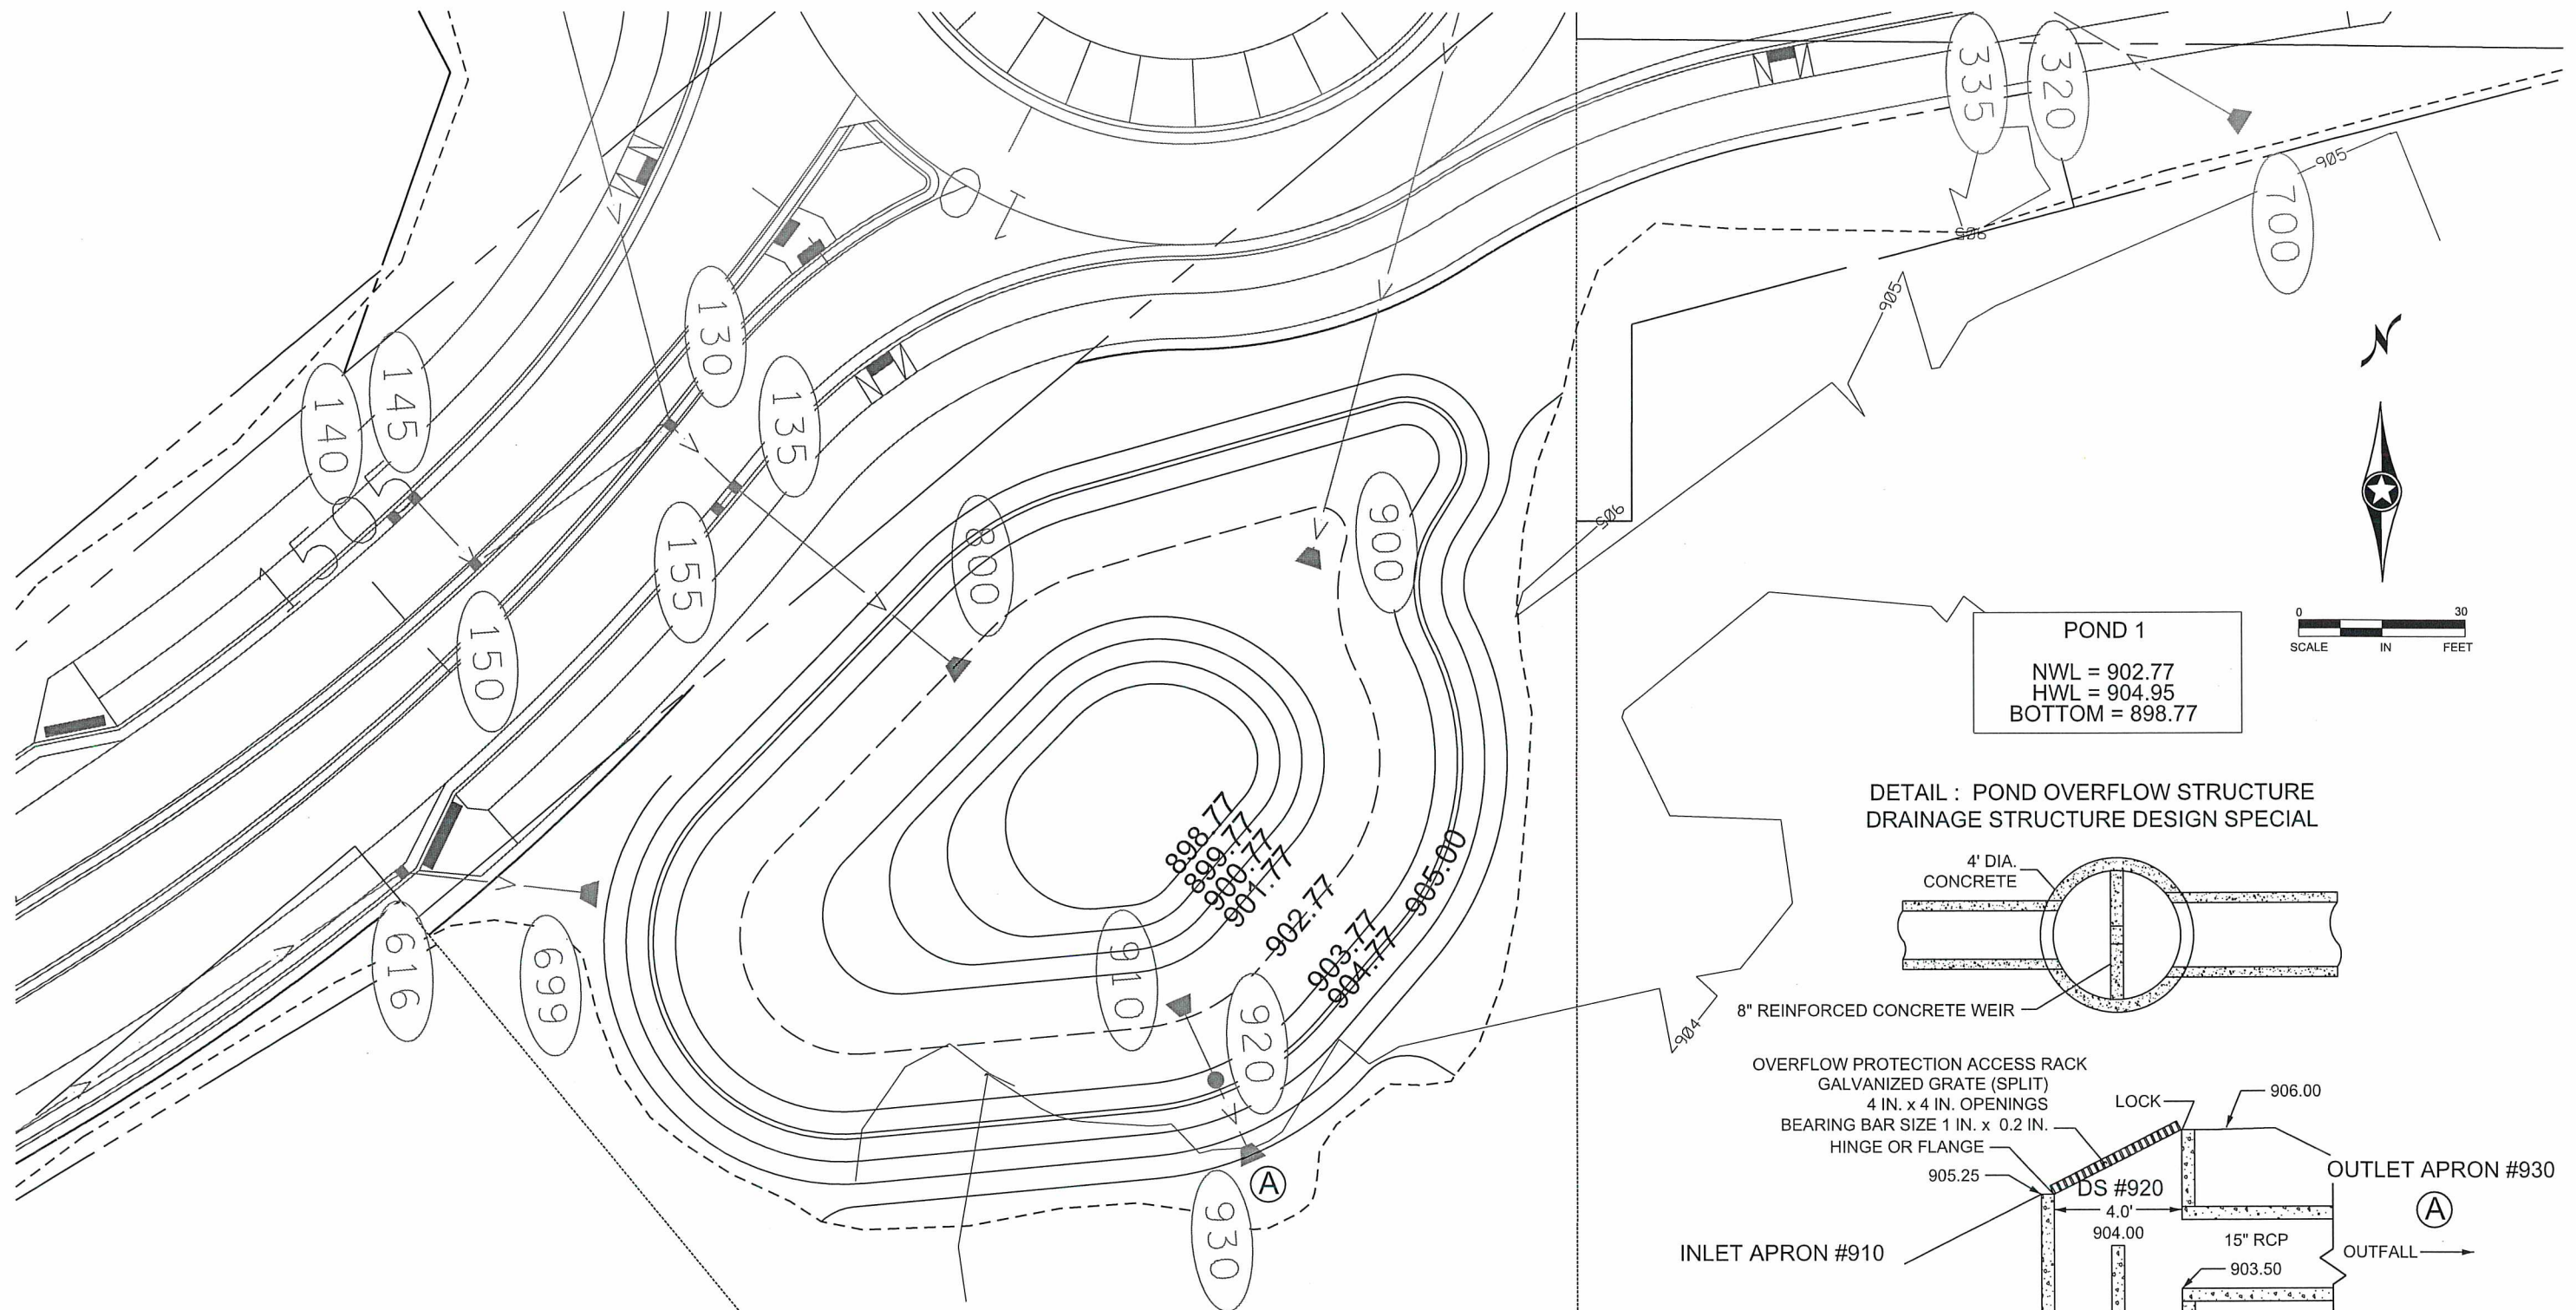 335
320
905
700
905
905
N
130
135
145
140
1505
155
150
800
900
905
0
30
SCALE IN FEET
POND 1
NWL = 902.77
HWL = 904.95
BOTTOM = 898.77
898.77
899.77
900.77
901.77
902.77
903.77
904.77
905.00
616
699
910
920
930
A
904
DETAIL : POND OVERFLOW STRUCTURE
DRAINAGE STRUCTURE DESIGN SPECIAL
4' DIA.
CONCRETE
8" REINFORCED CONCRETE WEIR
OVERFLOW PROTECTION ACCESS RACK
GALVANIZED GRATE (SPLIT)
4 IN. x 4 IN. OPENINGS
BEARING BAR SIZE 1 IN. x 0.2 IN.
HINGE OR FLANGE
LOCK
906.00
905.25
DS #920
4.0'
904.00
OUTLET APRON #930
A
INLET APRON #910
15" RCP
OUTFALL
903.50